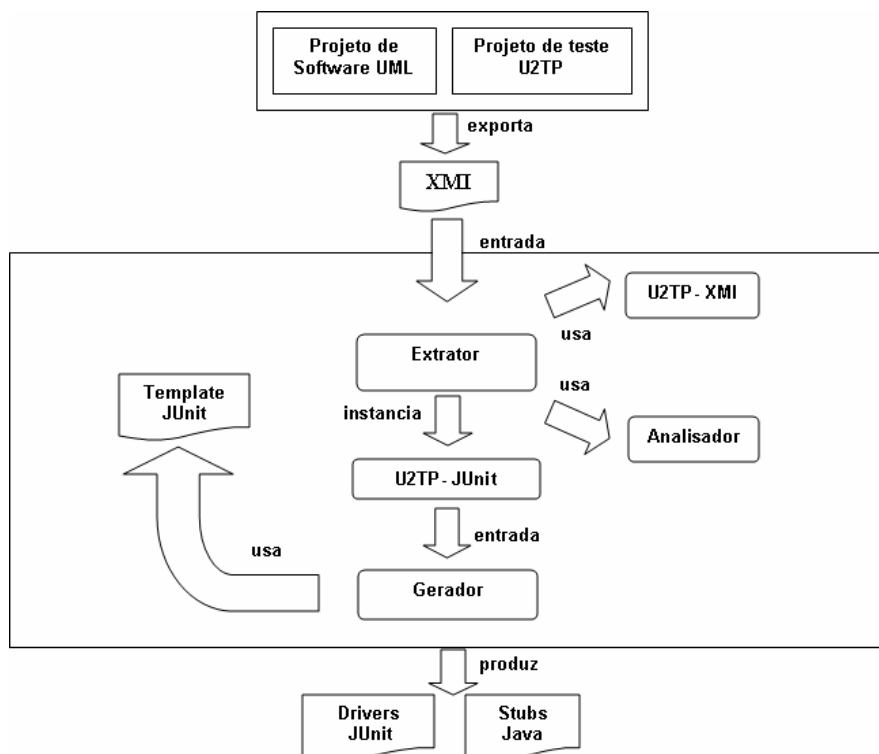 Projeto de
Software UML
Projeto de teste
U2TP
exporta
XMI
entrada
U2TP - XMI
usa
Extrator
usa
Template
JUnit
instancia
Analisador
U2TP - JUnit
entrada
usa
Gerador
produz
Drivers
JUnit
Stubs
Java